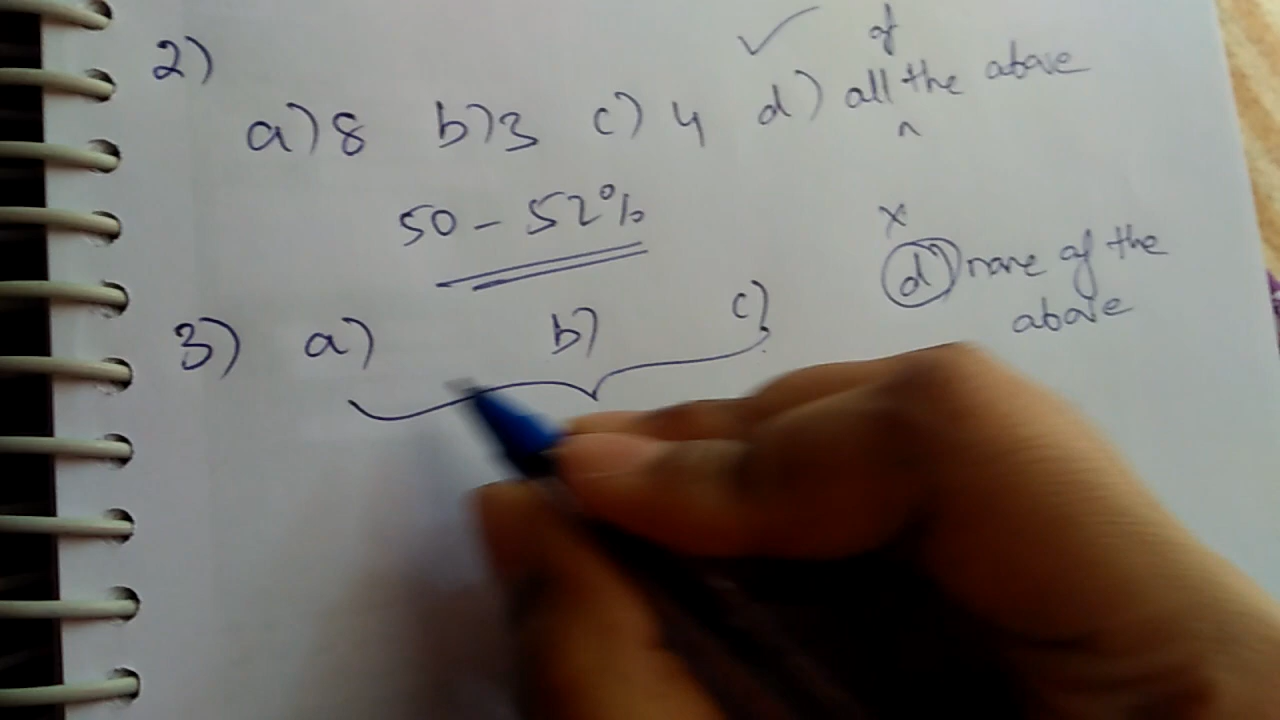 2)
a) 8 b) 3 c) 4 d) all of the above
50 - 52%
d) none of the
above
3) a) b) c)